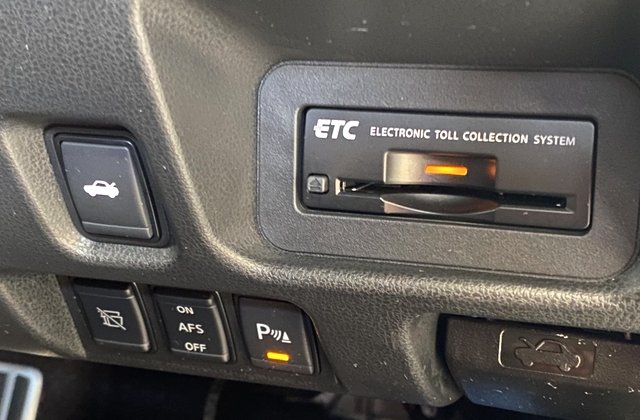 ETC ELECTRONIC TOLL COLLECTION SYSTEM
ON
AFS
OFF
P